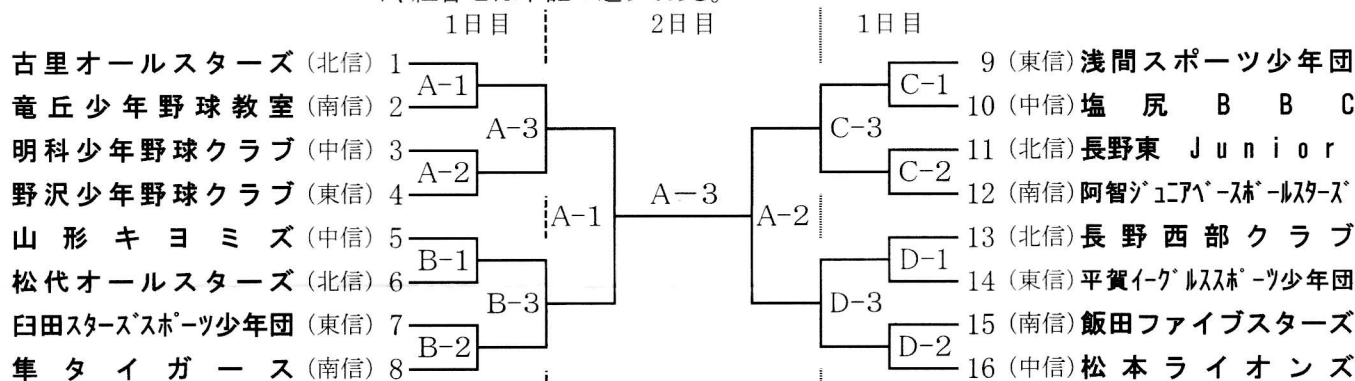 1日目 2日目 1日目
古里オールスターズ (北信) 1
竜丘少年野球教室 (南信) 2
明科少年野球クラブ (中信) 3
野沢少年野球クラブ (東信) 4
山形キヨミズ (中信) 5
松代オールスターズ (北信) 6
臼田スターズスポーツ少年団 (東信) 7
隼タイガース (南信) 8
A-1
A-2
B-1
B-2
A-3
B-3
A-1
A-3
A-2
C-3
D-3
C-1
C-2
D-1
D-2
9 (東信) 浅間スポーツ少年団
10 (中信) 塩尻BBC
11 (北信) 長野東 Junior
12 (南信) 阿智ジュニアベースボールスターズ
13 (北信) 長野西部クラブ
14 (東信) 平賀イーグルススポーツ少年団
15 (南信) 飯田ファイブスターズ
16 (中信) 松本ライオンズ